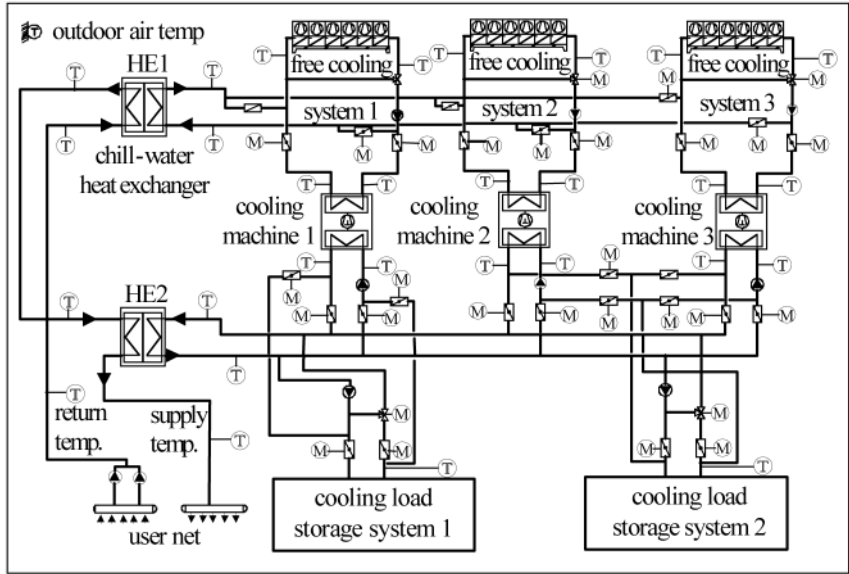 T outdoor air temp
HE1
free cooling
free cooling
free cooling
T T T T T T
M M M
system 1
system 2
system 3
T T T T
M M M
M M M M M M
chill-water
heat exchanger
T T T T T T
cooling
machine 1
cooling
machine 2
cooling
machine 3
T T T T T T
M M M M
HE2
T T
M M M M M M M M
T
T
return
temp.
supply
temp.
T
M M
M M M M
T T
user net
cooling load
storage system 1
cooling load
storage system 2